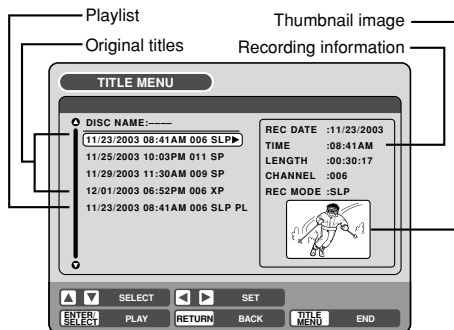 Playlist
Original titles
Thumbnail image
Recording information
TITLE MENU
DISC NAME:----
11/23/2003 08:41AM 006 SLP
11/25/2003 10:03PM 011 SP
11/29/2003 11:30AM 009 SP
12/01/2003 06:52PM 006 XP
11/23/2003 08:41AM 006 SLP PL
REC DATE :11/23/2003
TIME :08:41AM
LENGTH :00:30:17
CHANNEL :006
REC MODE :SLP
SELECT
SET
ENTER/
SELECT PLAY
RETURN BACK
TITLE
MENU END